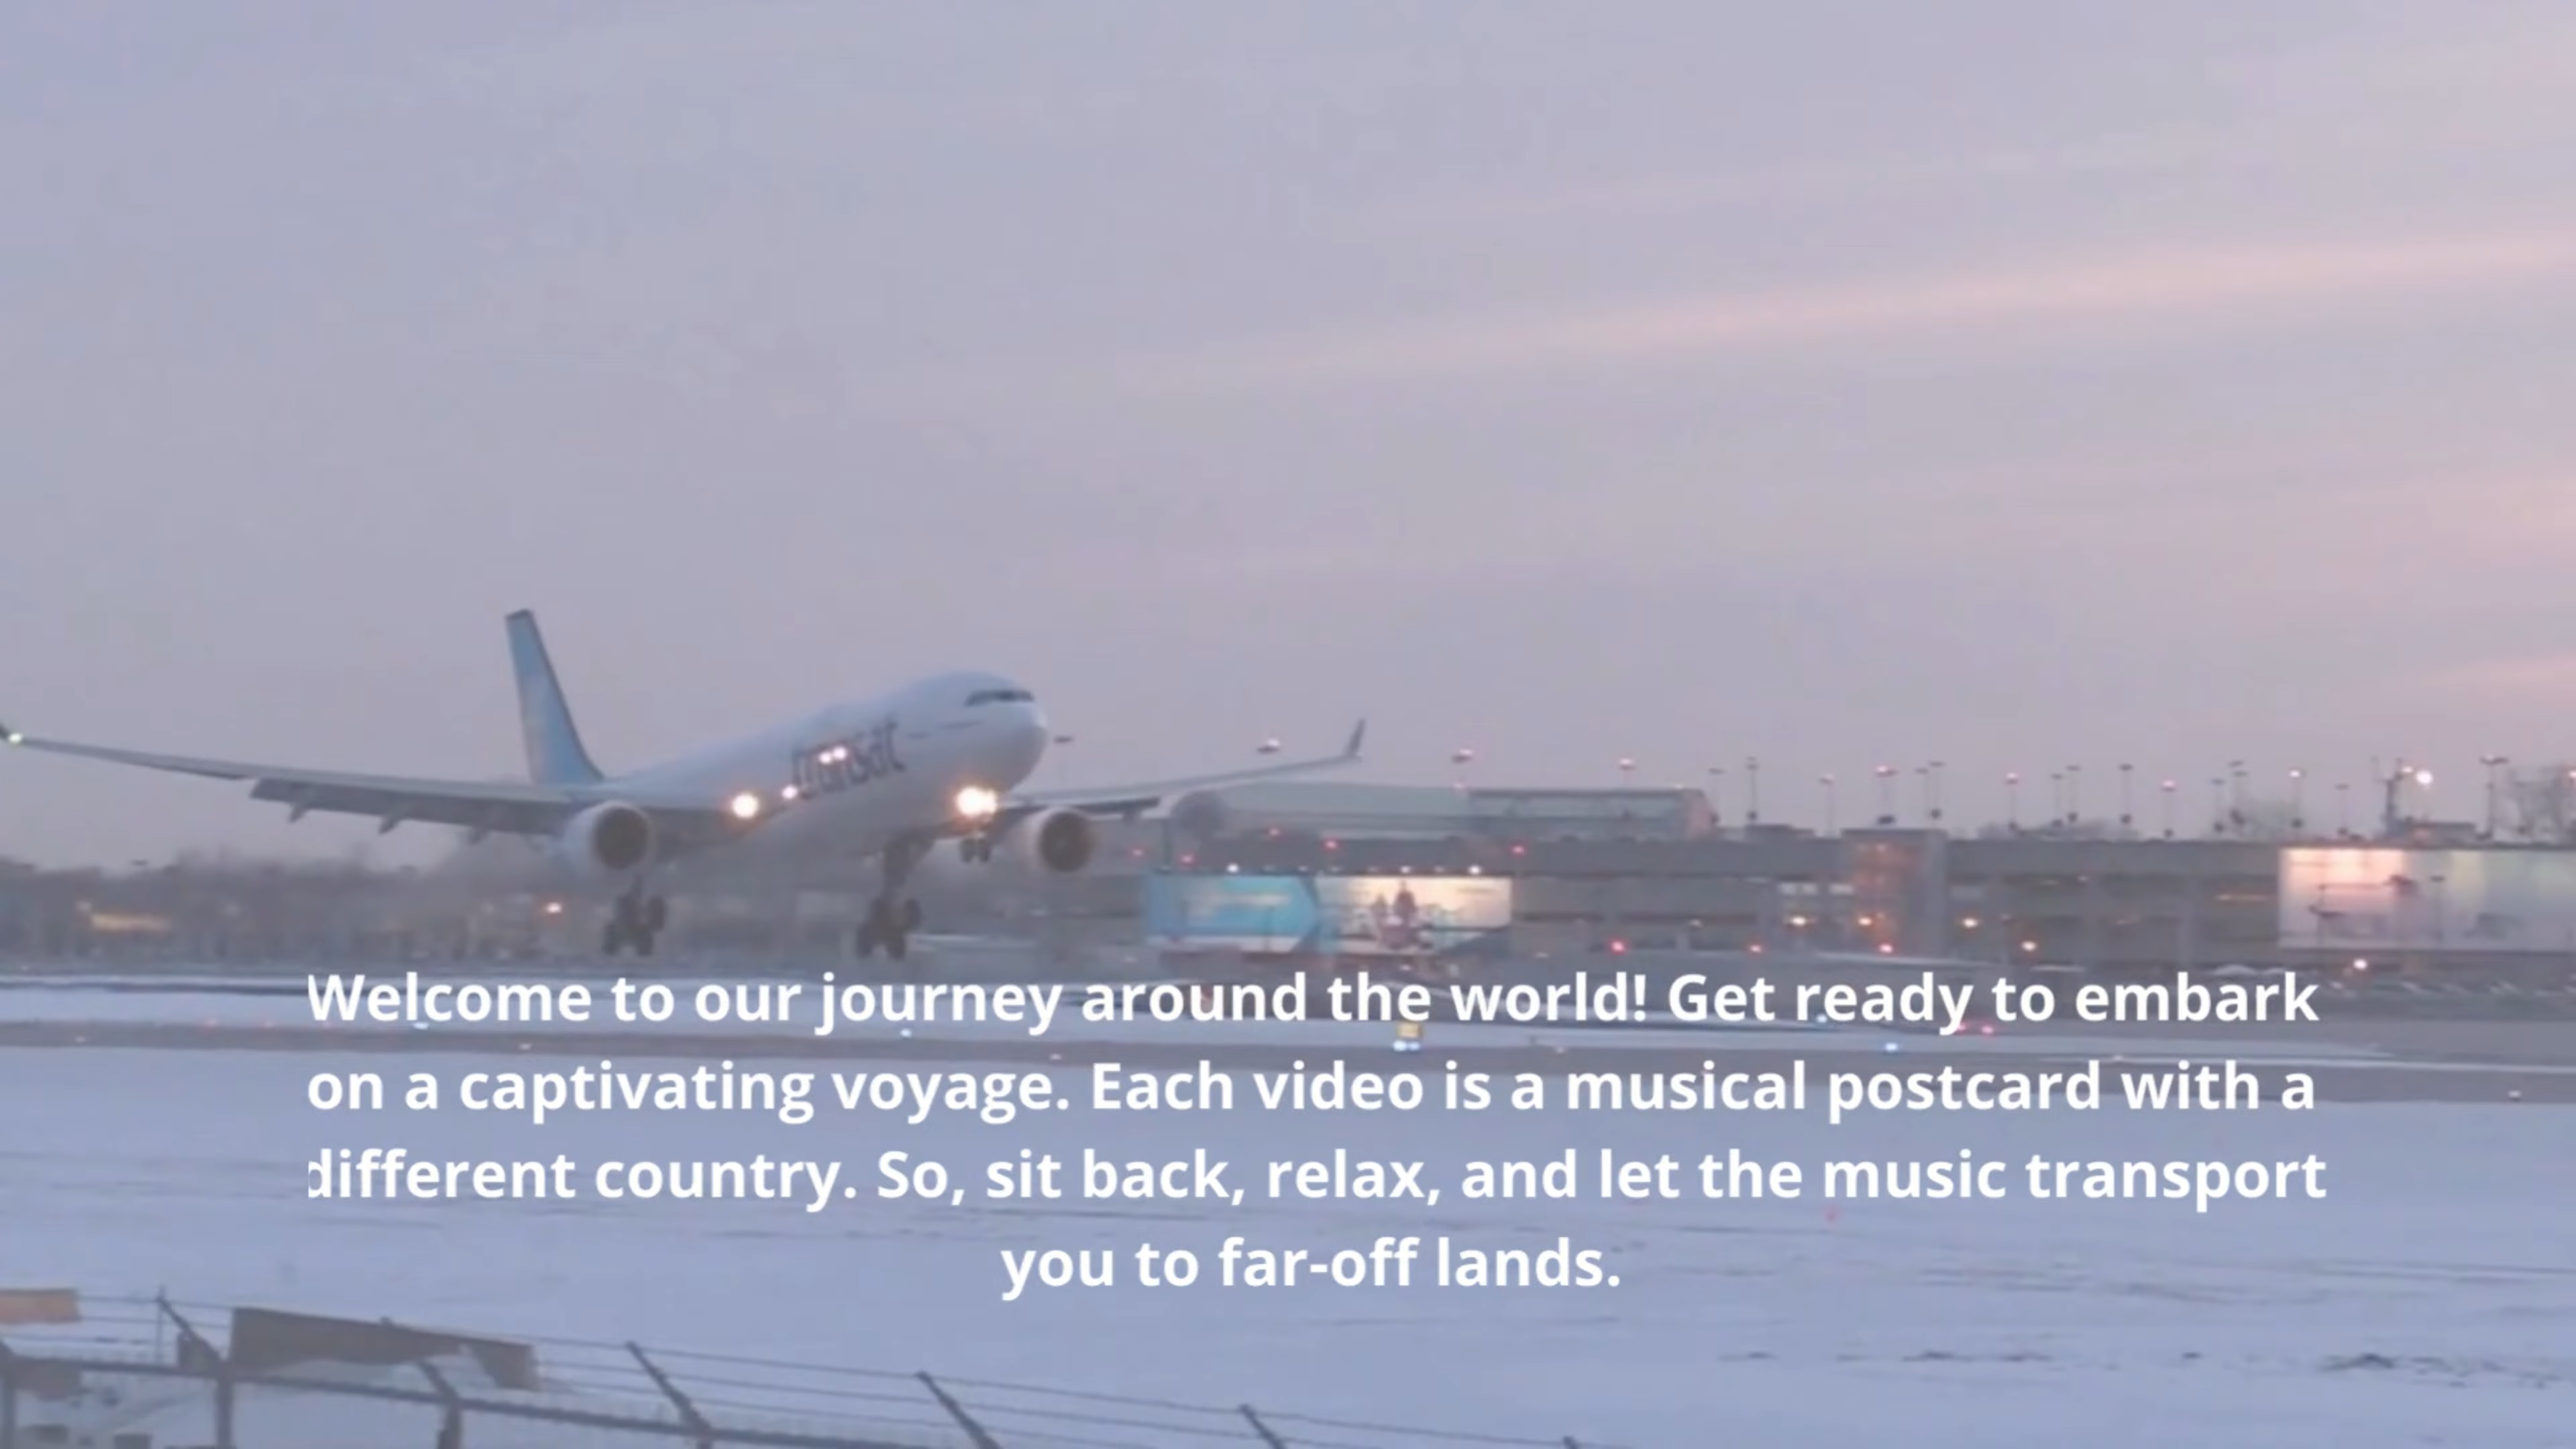 transat
Welcome to our journey around the world! Get ready to embark
on a captivating voyage. Each video is a musical postcard with a
different country. So, sit back, relax, and let the music transport
you to far-off lands.